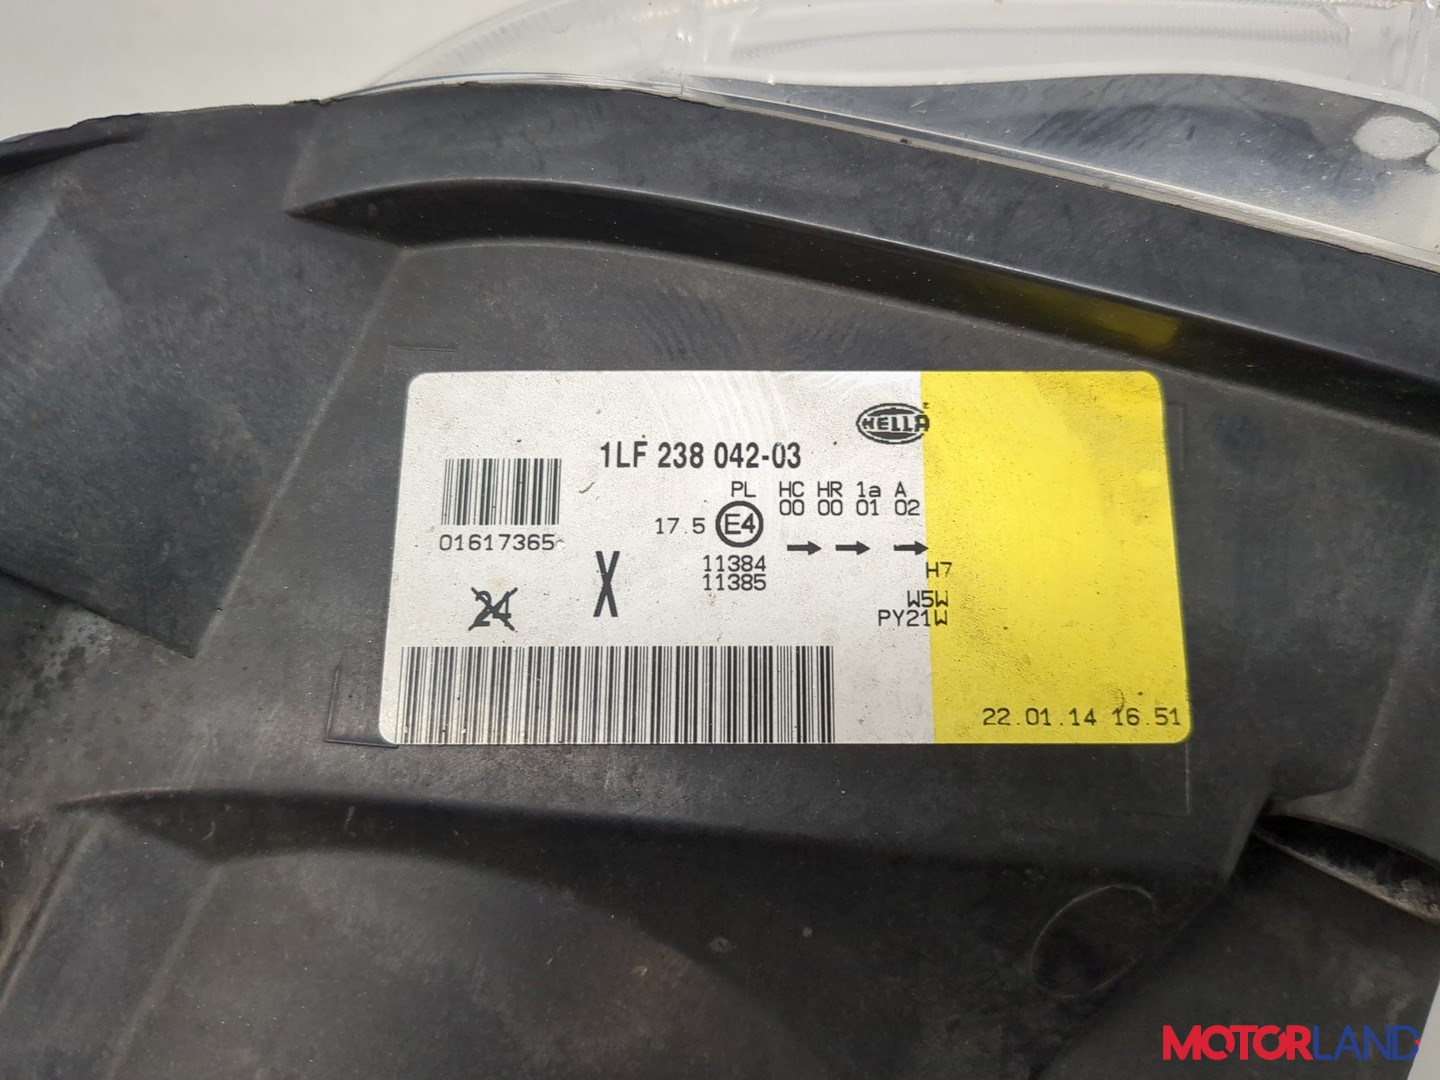 HELLA
1LF 238 042-03
PL HC HR 1a A
00 00 01 02
17.5 E4
01617365
11384
11385
H7
24
X
W5W
PY21W
22.01.14 16.51
MOTORLAND